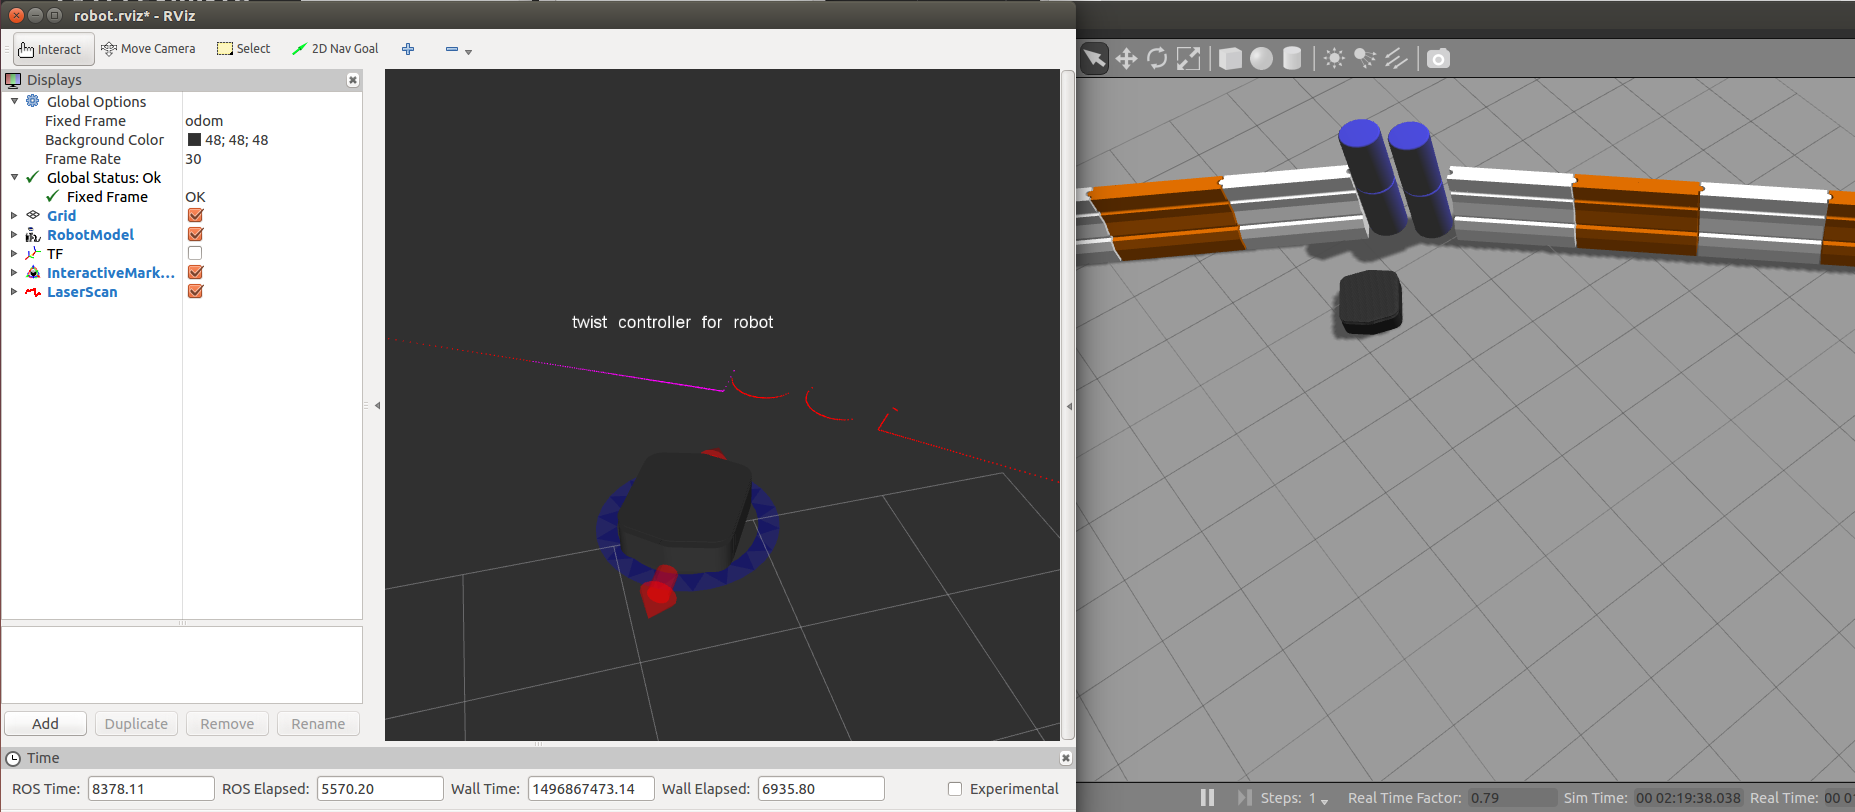 robot.rviz* - RViz
Interact
Move Camera
Select
2D Nav Goal
Displays
Global Options
Fixed Frame odom
Background Color 48; 48; 48
Frame Rate 30
Global Status: Ok
Fixed Frame OK
Grid
RobotModel
TF
InteractiveMark...
LaserScan
twist controller for robot
Add Duplicate Remove Rename
Time
ROS Time: 8378.11 ROS Elapsed: 5570.20 Wall Time: 1496867473.14 Wall Elapsed: 6935.80 Experimental
Steps: 1 Real Time Factor: 0.79 Sim Time: 00 02:19:38.038 Real Time: